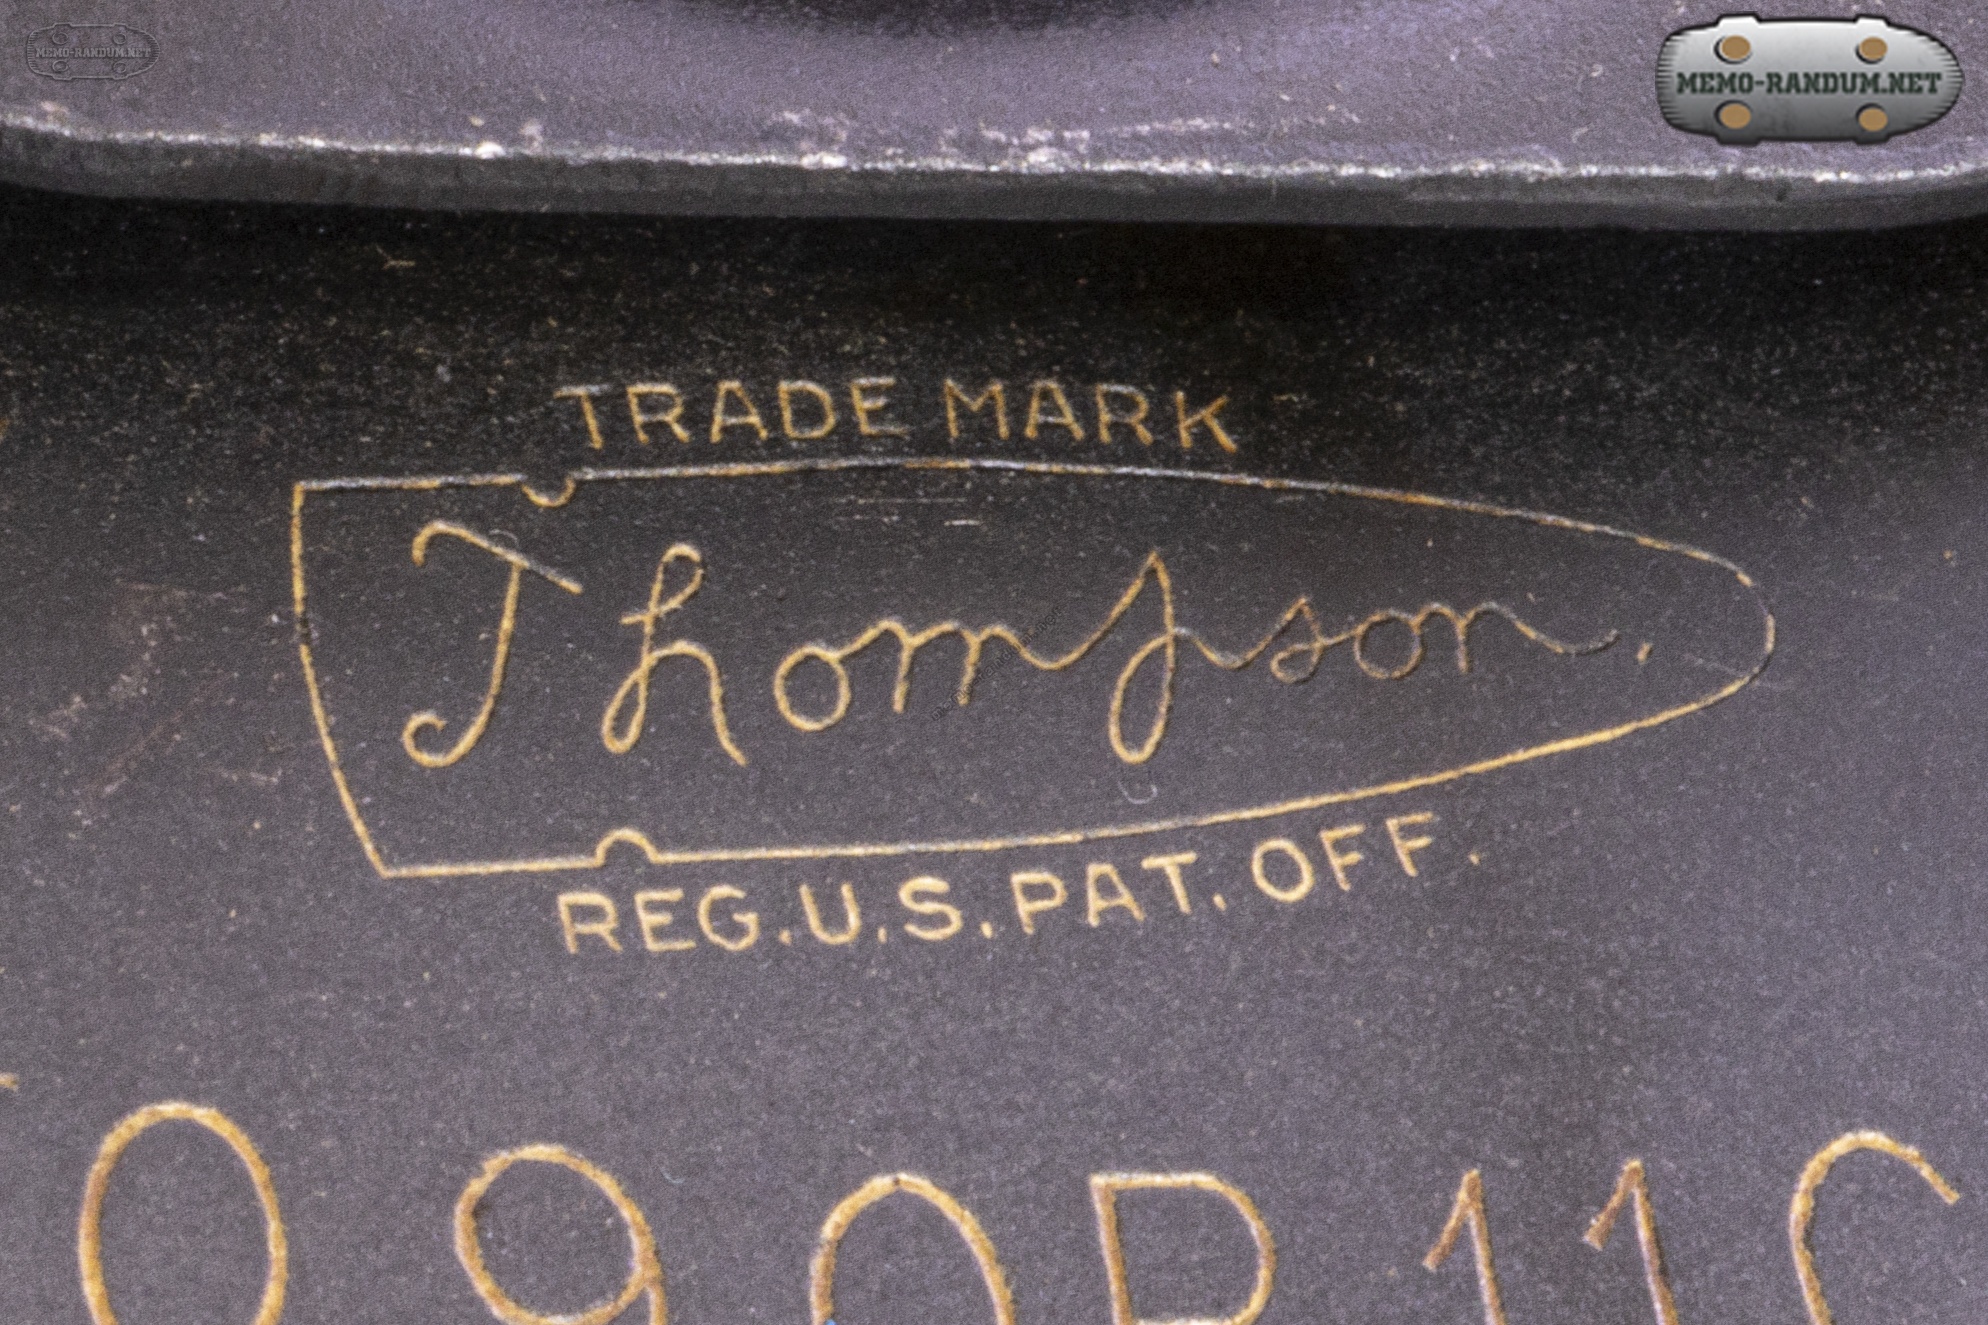 MEMO-RANDUM.NET
MEMO-RANDUM.NET
TRADE MARK
Thompson.
REG.U.S.PAT. OFF.